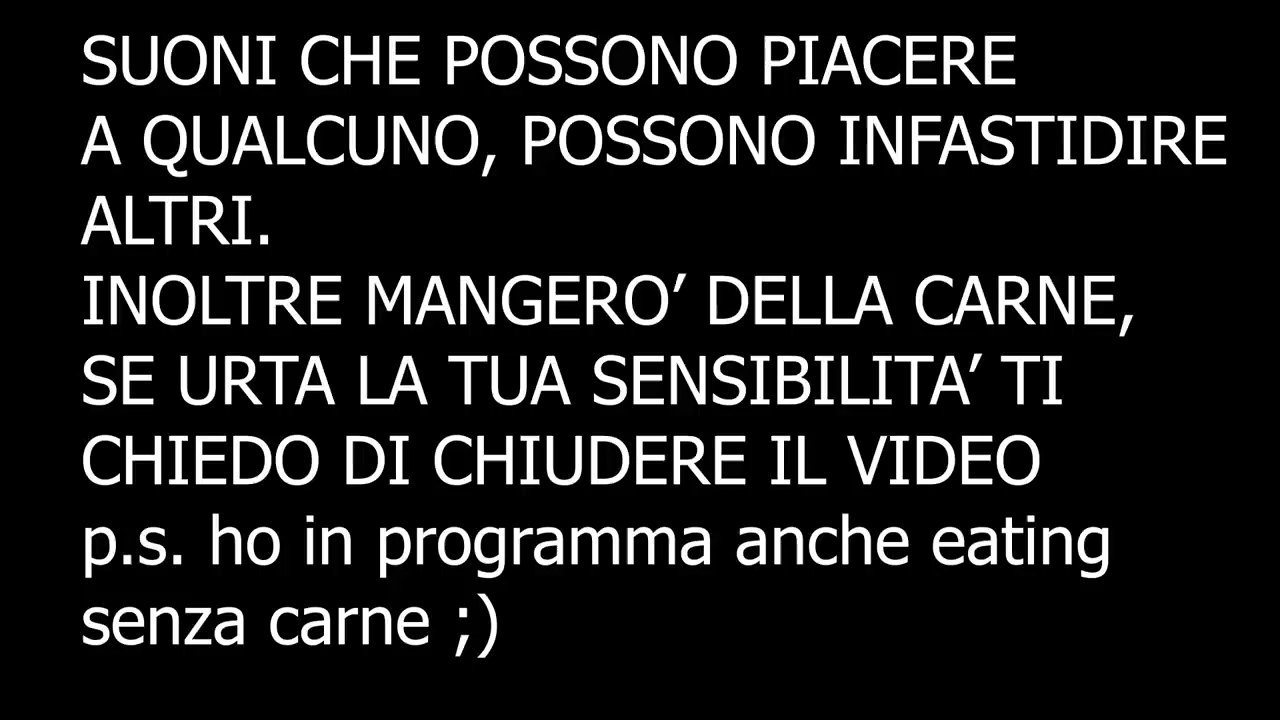 SUONI CHE POSSONO PIACERE
A QUALCUNO, POSSONO INFASTIDIRE
ALTRI.
INOLTRE MANGERO’ DELLA CARNE,
SE URTA LA TUA SENSIBILITA’ TI
CHIEDO DI CHIUDERE IL VIDEO
p.s. ho in programma anche eating
senza carne ;)